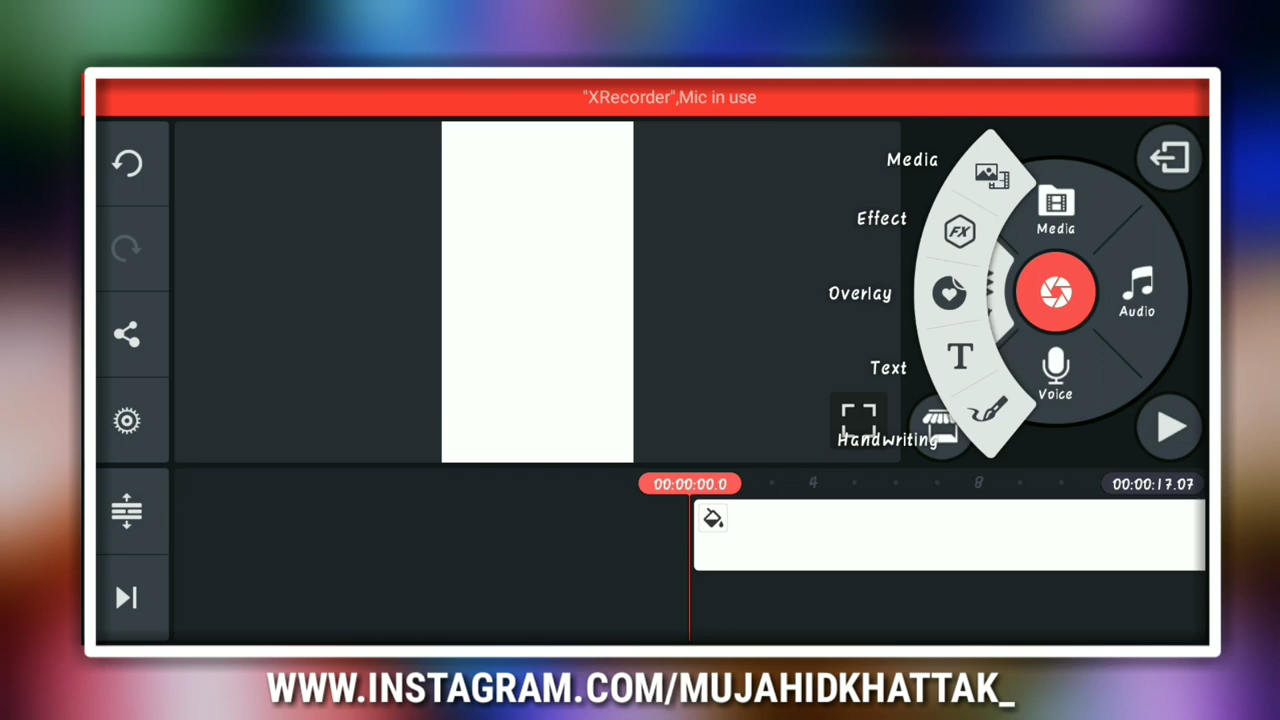 "XRecorder",Mic in use
Media
Effect
Overlay
Text
Handwriting
FX
T
Media
Audio
Voice
00:00:00.0
4
8
00:00:17.07
WWW.INSTAGRAM.COM/MUJAHIDKHATTAK_